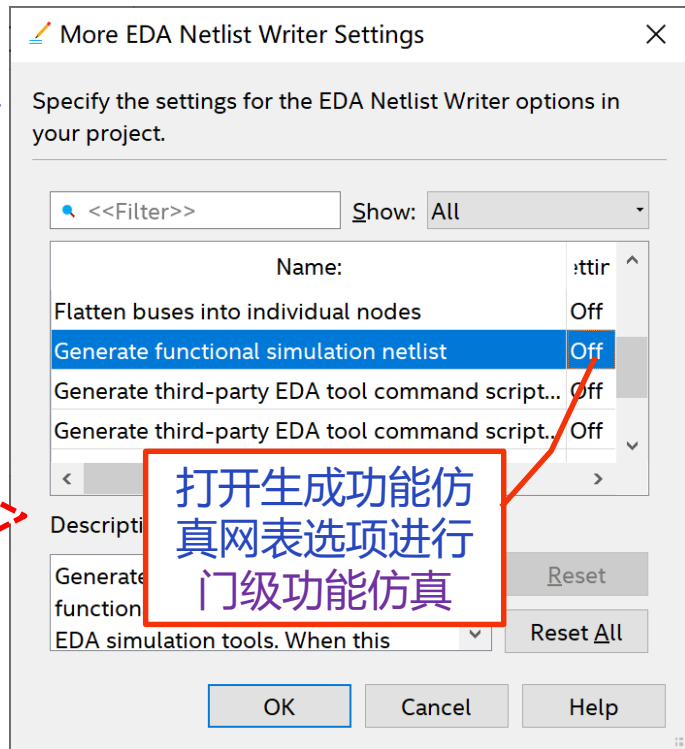 More EDA Netlist Writer Settings
Specify the settings for the EDA Netlist Writer options in
your project.
<<Filter>>
Show: All
Name:
Flatten buses into individual nodes Off
Generate functional simulation netlist Off
Generate third-party EDA tool command script... Off
Generate third-party EDA tool command script... Off
打开生成功能仿
真网表选项进行
门级功能仿真
Generate
function
EDA simulation tools. When this
Reset
Reset All
OK Cancel Help